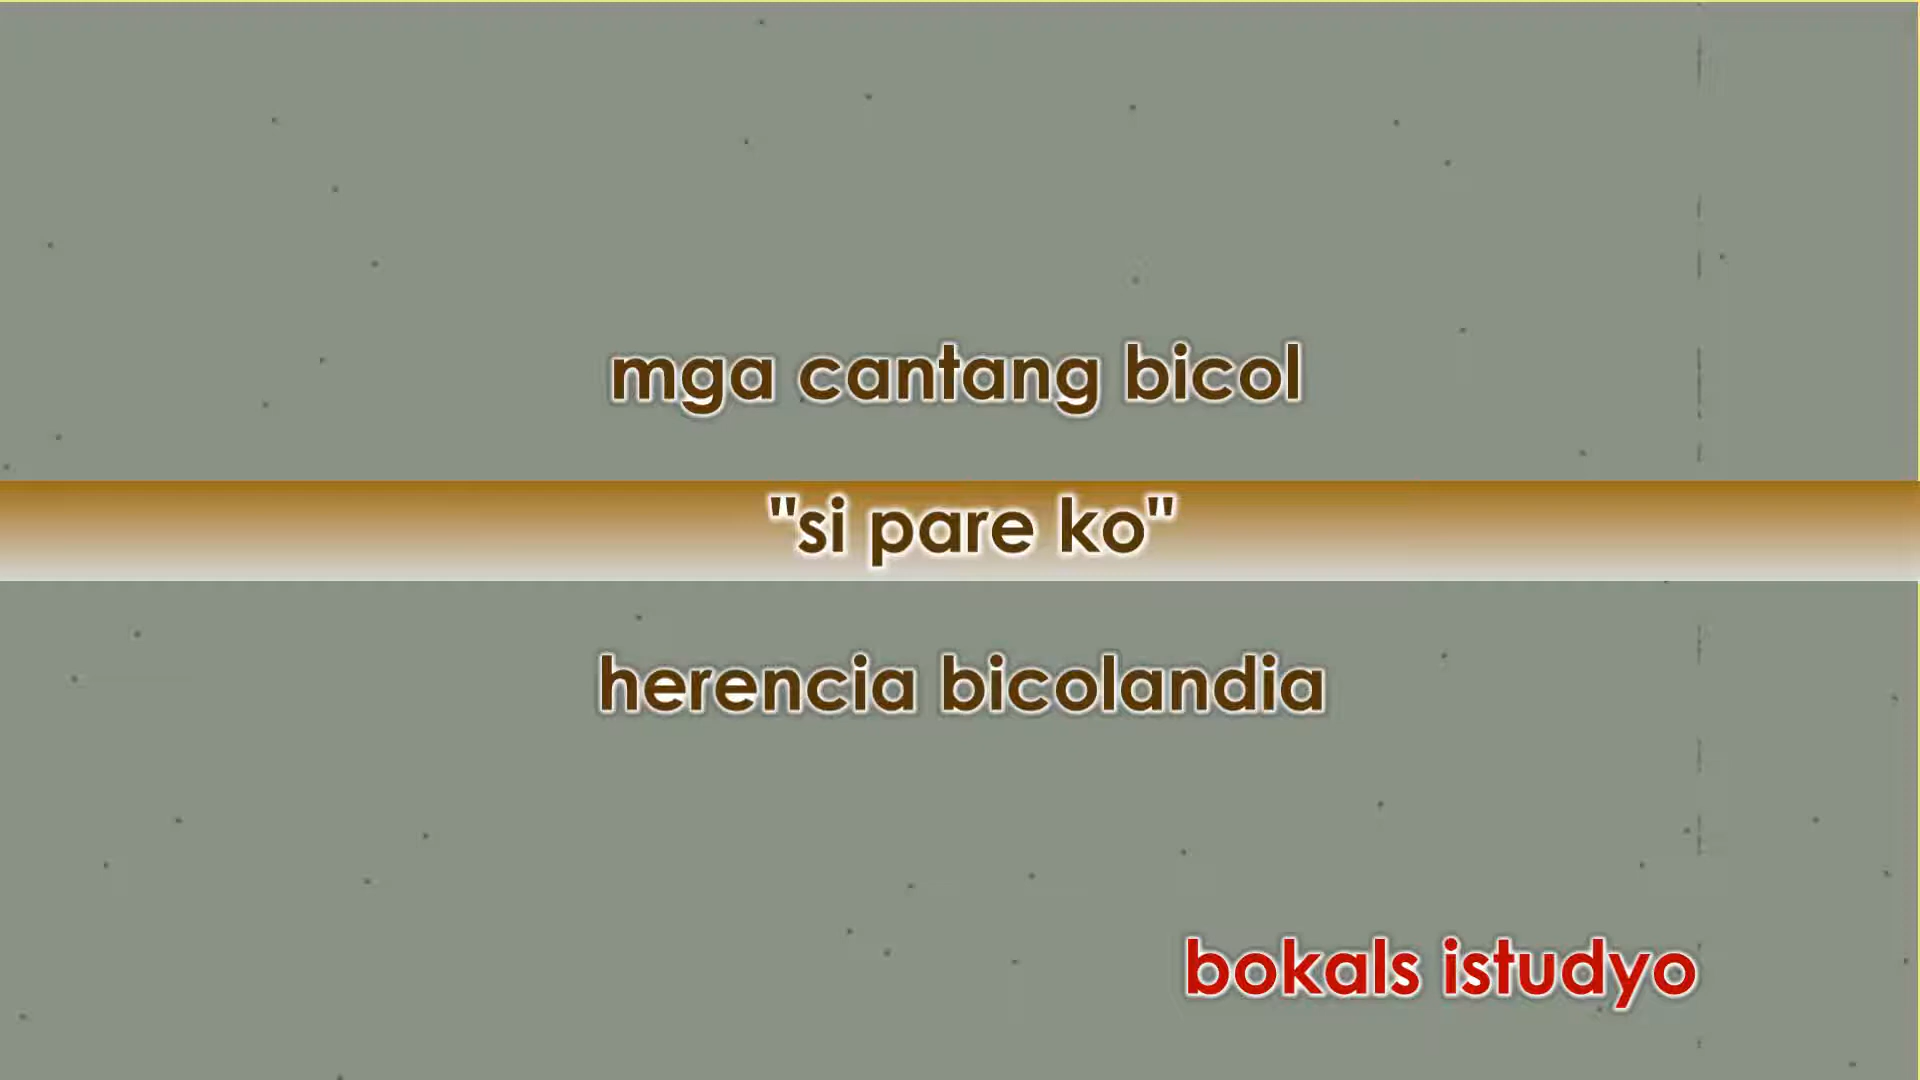 mga cantang bicol
"si pare ko"
herencia bicolandia
bokals istudyo